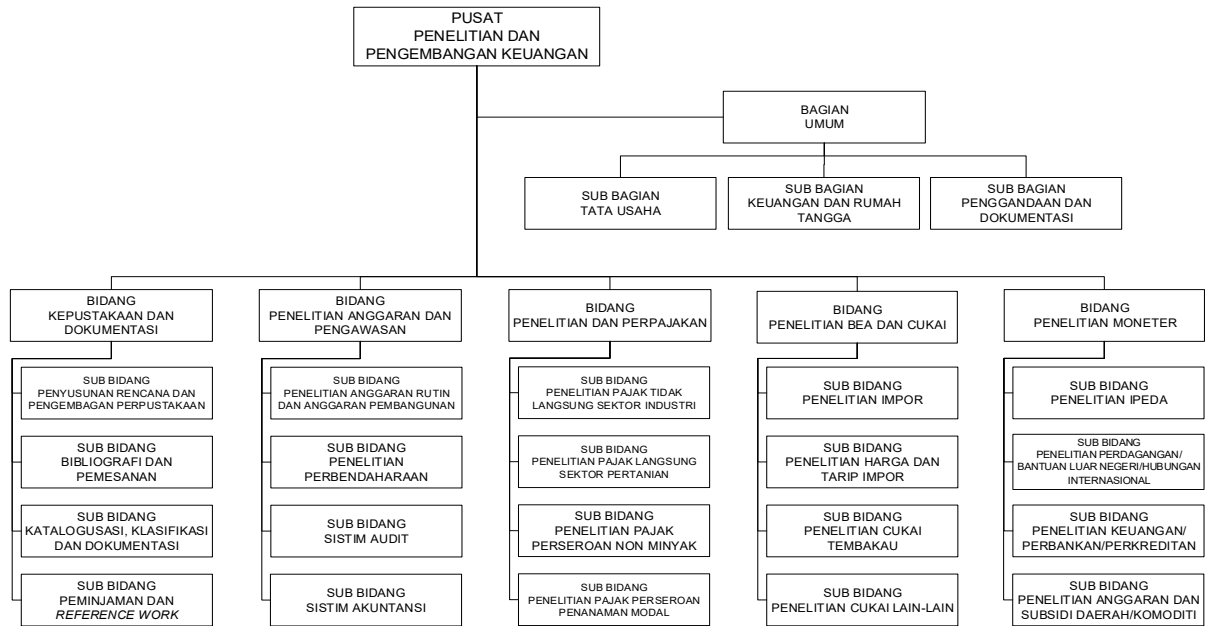 PUSAT
PENELITIAN DAN
PENGEMBANGAN KEUANGAN
BAGIAN
UMUM
SUB BAGIAN
TATA USAHA
SUB BAGIAN
KEUANGAN DAN RUMAH
TANGGA
SUB BAGIAN
PENGGANDAAN DAN
DOKUMENTASI
BIDANG
KEPUSTAKAAN DAN
DOKUMENTASI
SUB BIDANG
PENYUSUNAN RENCANA DAN
PENGEMBAGAN PERPUSTAKAAN
SUB BIDANG
BIBLIOGRAFI DAN
PEMESANAN
SUB BIDANG
KATALOGUSASI, KLASIFIKASI
DAN DOKUMENTASI
SUB BIDANG
PEMINJAMAN DAN
REFERENCE WORK
BIDANG
PENELITIAN ANGGARAN DAN
PENGAWASAN
SUB BIDANG
PENELITIAN ANGGARAN RUTIN
DAN ANGGARAN PEMBANGUNAN
SUB BIDANG
PENELITIAN
PERBENDAHARAAN
SUB BIDANG
SISTIM AUDIT
SUB BIDANG
SISTIM AKUNTANSI
BIDANG
PENELITIAN DAN PERPAJAKAN
SUB BIDANG
PENELITIAN PAJAK TIDAK
LANGSUNG SEKTOR INDUSTRI
SUB BIDANG
PENELITIAN PAJAK LANGSUNG
SEKTOR PERTANIAN
SUB BIDANG
PENELITIAN PAJAK
PERSEROAN NON MINYAK
SUB BIDANG
PENELITIAN PAJAK PERSEROAN
PENANAMAN MODAL
BIDANG
PENELITIAN BEA DAN CUKAI
SUB BIDANG
PENELITIAN IMPOR
SUB BIDANG
PENELITIAN HARGA DAN
TARIP IMPOR
SUB BIDANG
PENELITIAN CUKAI
TEMBAKAU
SUB BIDANG
PENELITIAN CUKAI LAIN-LAIN
BIDANG
PENELITIAN MONETER
SUB BIDANG
PENELITIAN IPEDA
SUB BIDANG
PENELITIAN PERDAGANGAN/
BANTUAN LUAR NEGERI/HUBUNGAN
INTERNASIONAL
SUB BIDANG
PENELITIAN KEUANGAN/
PERBANKAN/PERKREDITAN
SUB BIDANG
PENELITIAN ANGGARAN DAN
SUBSIDI DAERAH/KOMODITI